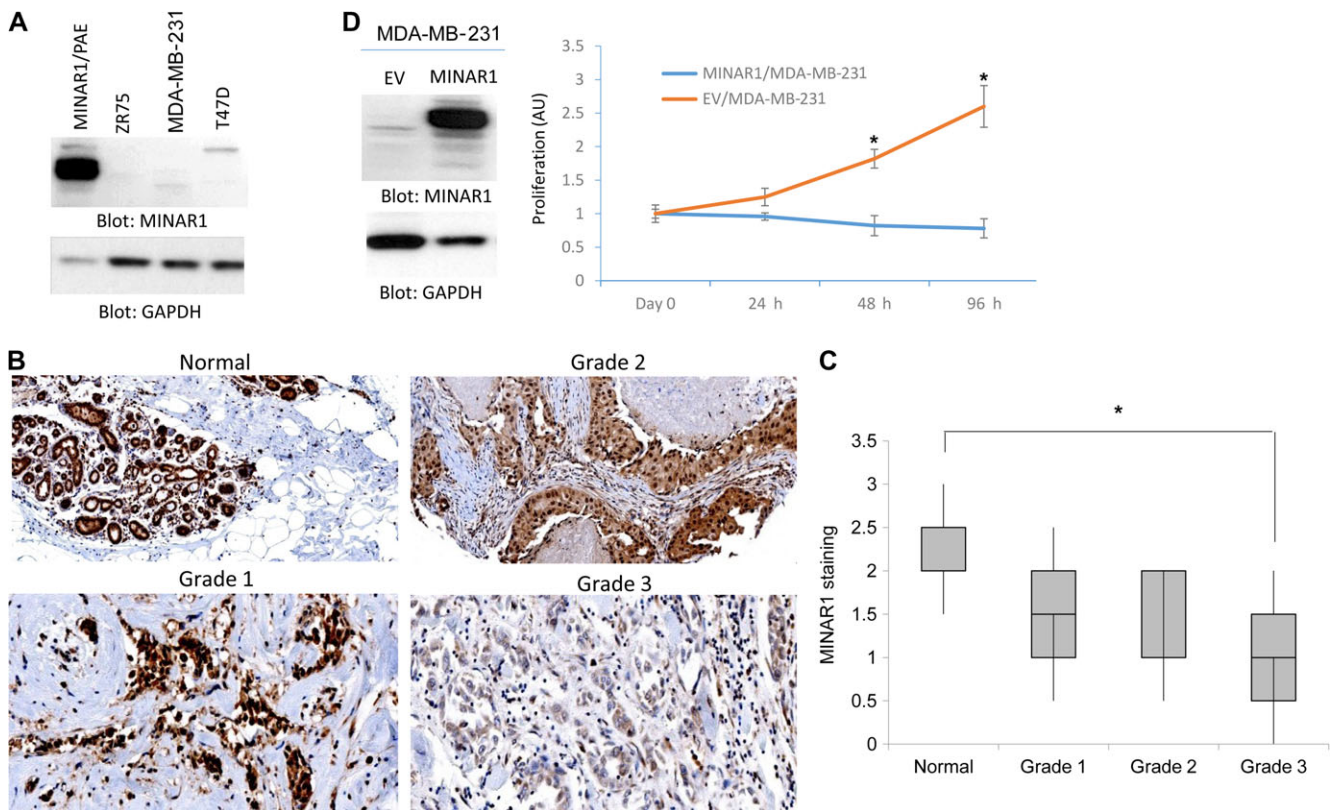 A
MINAR1/PAE
ZR75
MDA-MB-231
T47D
Blot: MINAR1
Blot: GAPDH
D
MDA-MB-231
EV MINAR1
Blot: MINAR1
Blot: GAPDH
3.5
3
2.5
2
1.5
1
0.5
0
Proliferation (AU)
MINAR1/MDA-MB-231
EV/MDA-MB-231
*
*
Day 0 24 h 48 h 96 h
B
Normal
Grade 2
Grade 1
Grade 3
C
*
3.5
3
2.5
2
1.5
1
0.5
0
MINAR1 staining
Normal Grade 1 Grade 2 Grade 3